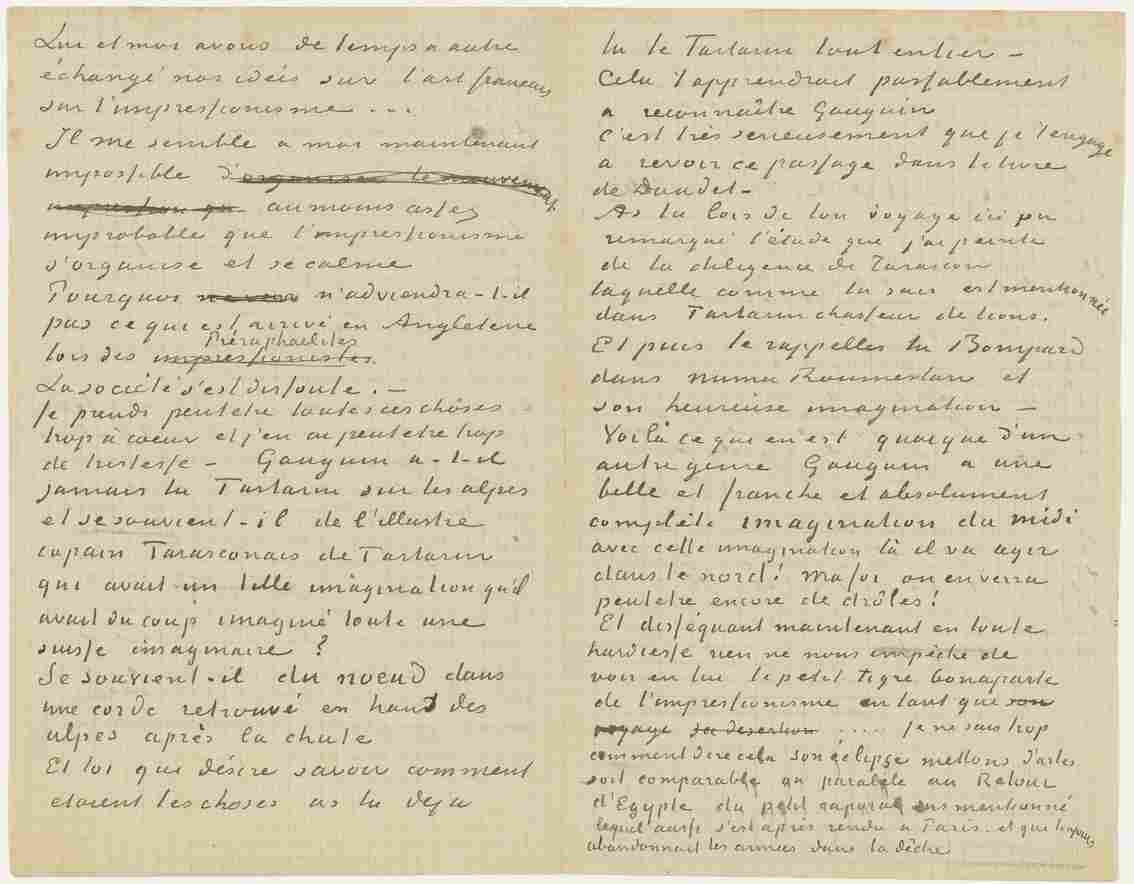 Lui et moi avons de temps a autre
échangé nos idées sur l'art français
sur l'impressionisme ...
Il me semble a moi maintenant
impossible d'organiser le mouvement
impression qu au moins assez
improbable que l'impressionisme
s'organise et se calme
Pourquoi ne vien n'adviendra-t-il
pas ce qui est arrivé en Angleterre
Préraphaelites
lors des impressionistes.
La société s'est dissoute. -
Je prends peutetre toutes ces choses
trop à coeur et j'en ai peutetre trop
de tristesse - Gauguin a-t-il
jamais lu Tartarin sur les alpes
et se souvient-il de l'illustre
copain Tarasconais de Tartarin
qui avait un telle imagination qu'il
avait du coup imaginé toute une
suisse imaginaire ?
Se souvient-il du noeud dans
une corde retrouvé en haut des
alpes après la chute
Et toi qui désire savoir comment
étaient les choses as tu deja
lu le Tartarin tout entier -
Cela t'apprendrait passablement
a reconnaître Gauguin
C'est très serieusement que je t'engage
a revoir ce passage dans le livre
de Daudet-
As tu lors de ton voyage ici pu
remarqué l'étude que j'ai peinte
de la diligence de Tarascon
laquelle comme tu sais est mentionnée
dans Tartarin chasseur de lions.
Et puis te rappelles tu Bompard
dans numa Roumestan et
son heureuse imagination -
Voilà ce que en est quoique d'un
autre genre Gauguin a une
belle et franche et absolument
complète imagination du midi
avec cette imagination là il va agir
dans le nord! ma foi on en verra
peutetre encore de drôles!
Et disséquant maintenant en toute
hardiesse rien ne nous empêche de
voir en lui le petit tigre bonaparte
de l'impressionisme en tant que son
voyage sa desertion ..... Je ne sais trop
comment dire cela son éclipse mettons d'arles
soit comparable ou paralele au Retour
d'Egypte du petit caporal sus mentionné
lequel aussi s'est après rendu a Paris et qui toujours
abandonnait les armées dans la dèche